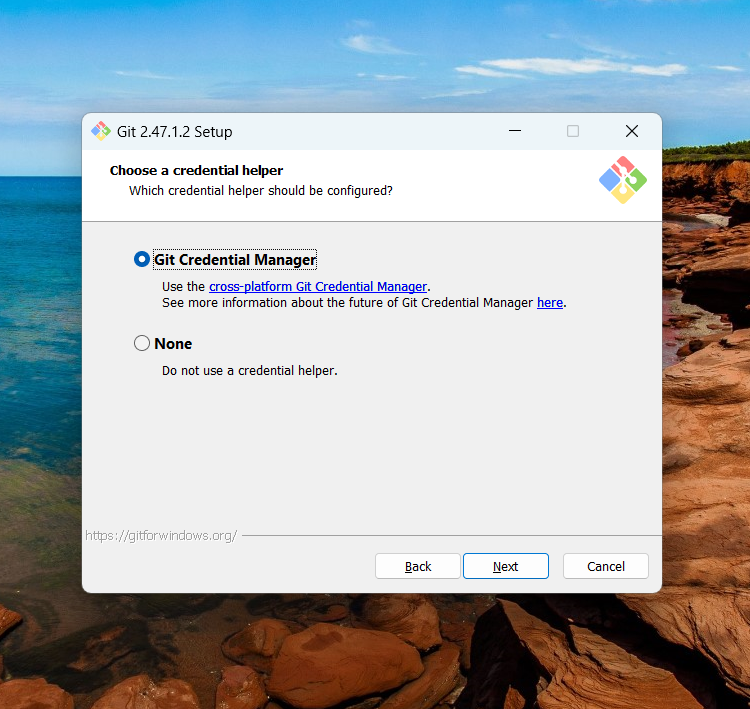 Git 2.47.1.2 Setup
Choose a credential helper
Which credential helper should be configured?
Git Credential Manager
Use the cross-platform Git Credential Manager.
See more information about the future of Git Credential Manager here.
None
Do not use a credential helper.
https://gitforwindows.org/
Back
Next
Cancel